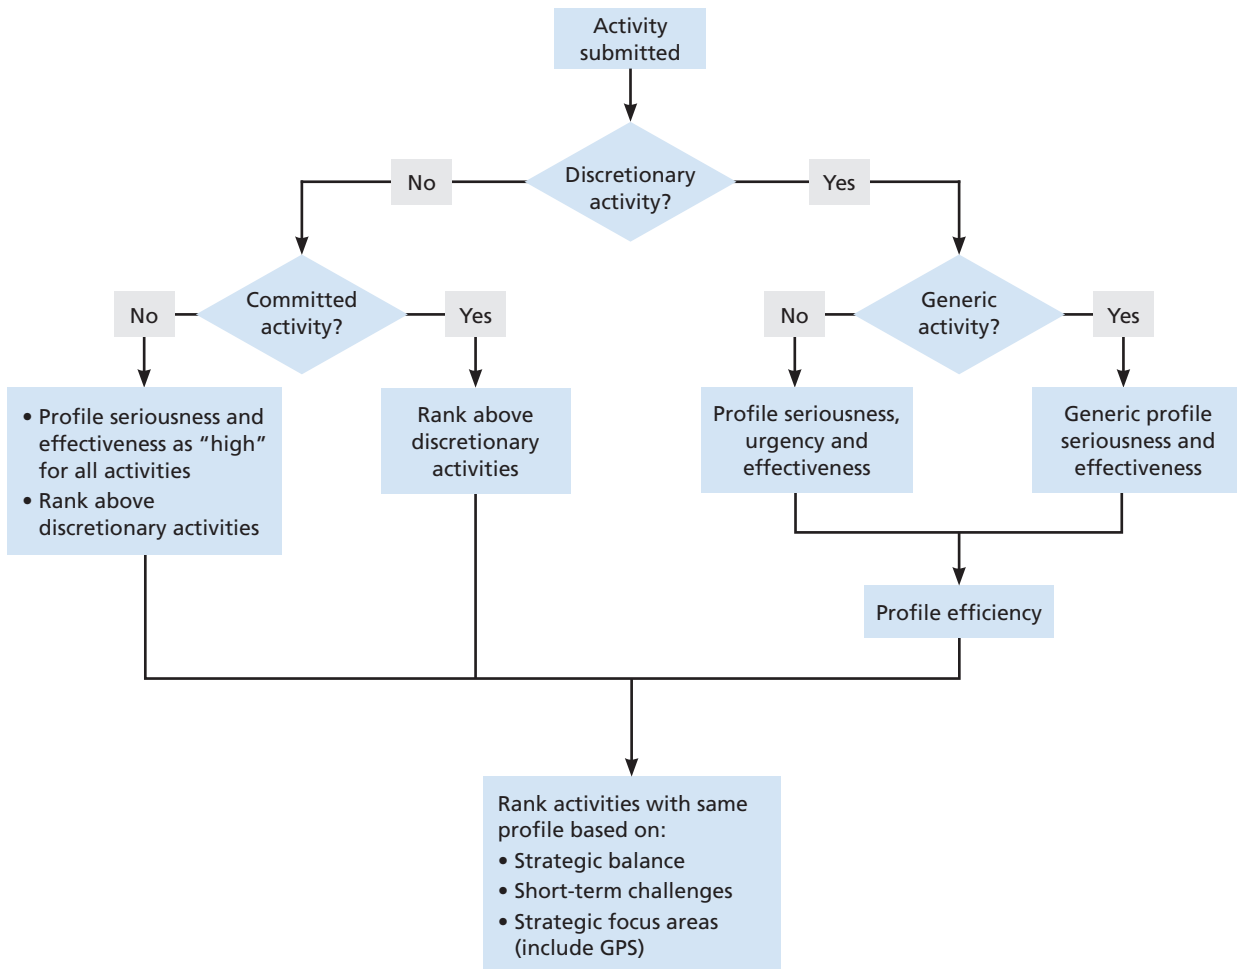 Activity
submitted
Discretionary
activity?
No
Yes
Committed
activity?
Generic
activity?
No
Yes
No
Yes
• Profile seriousness and
effectiveness as “high”
for all activities
• Rank above
discretionary activities
Rank above
discretionary
activities
Profile seriousness,
urgency and
effectiveness
Generic profile
seriousness and
effectiveness
Profile efficiency
Rank activities with same
profile based on:
• Strategic balance
• Short-term challenges
• Strategic focus areas
(include GPS)